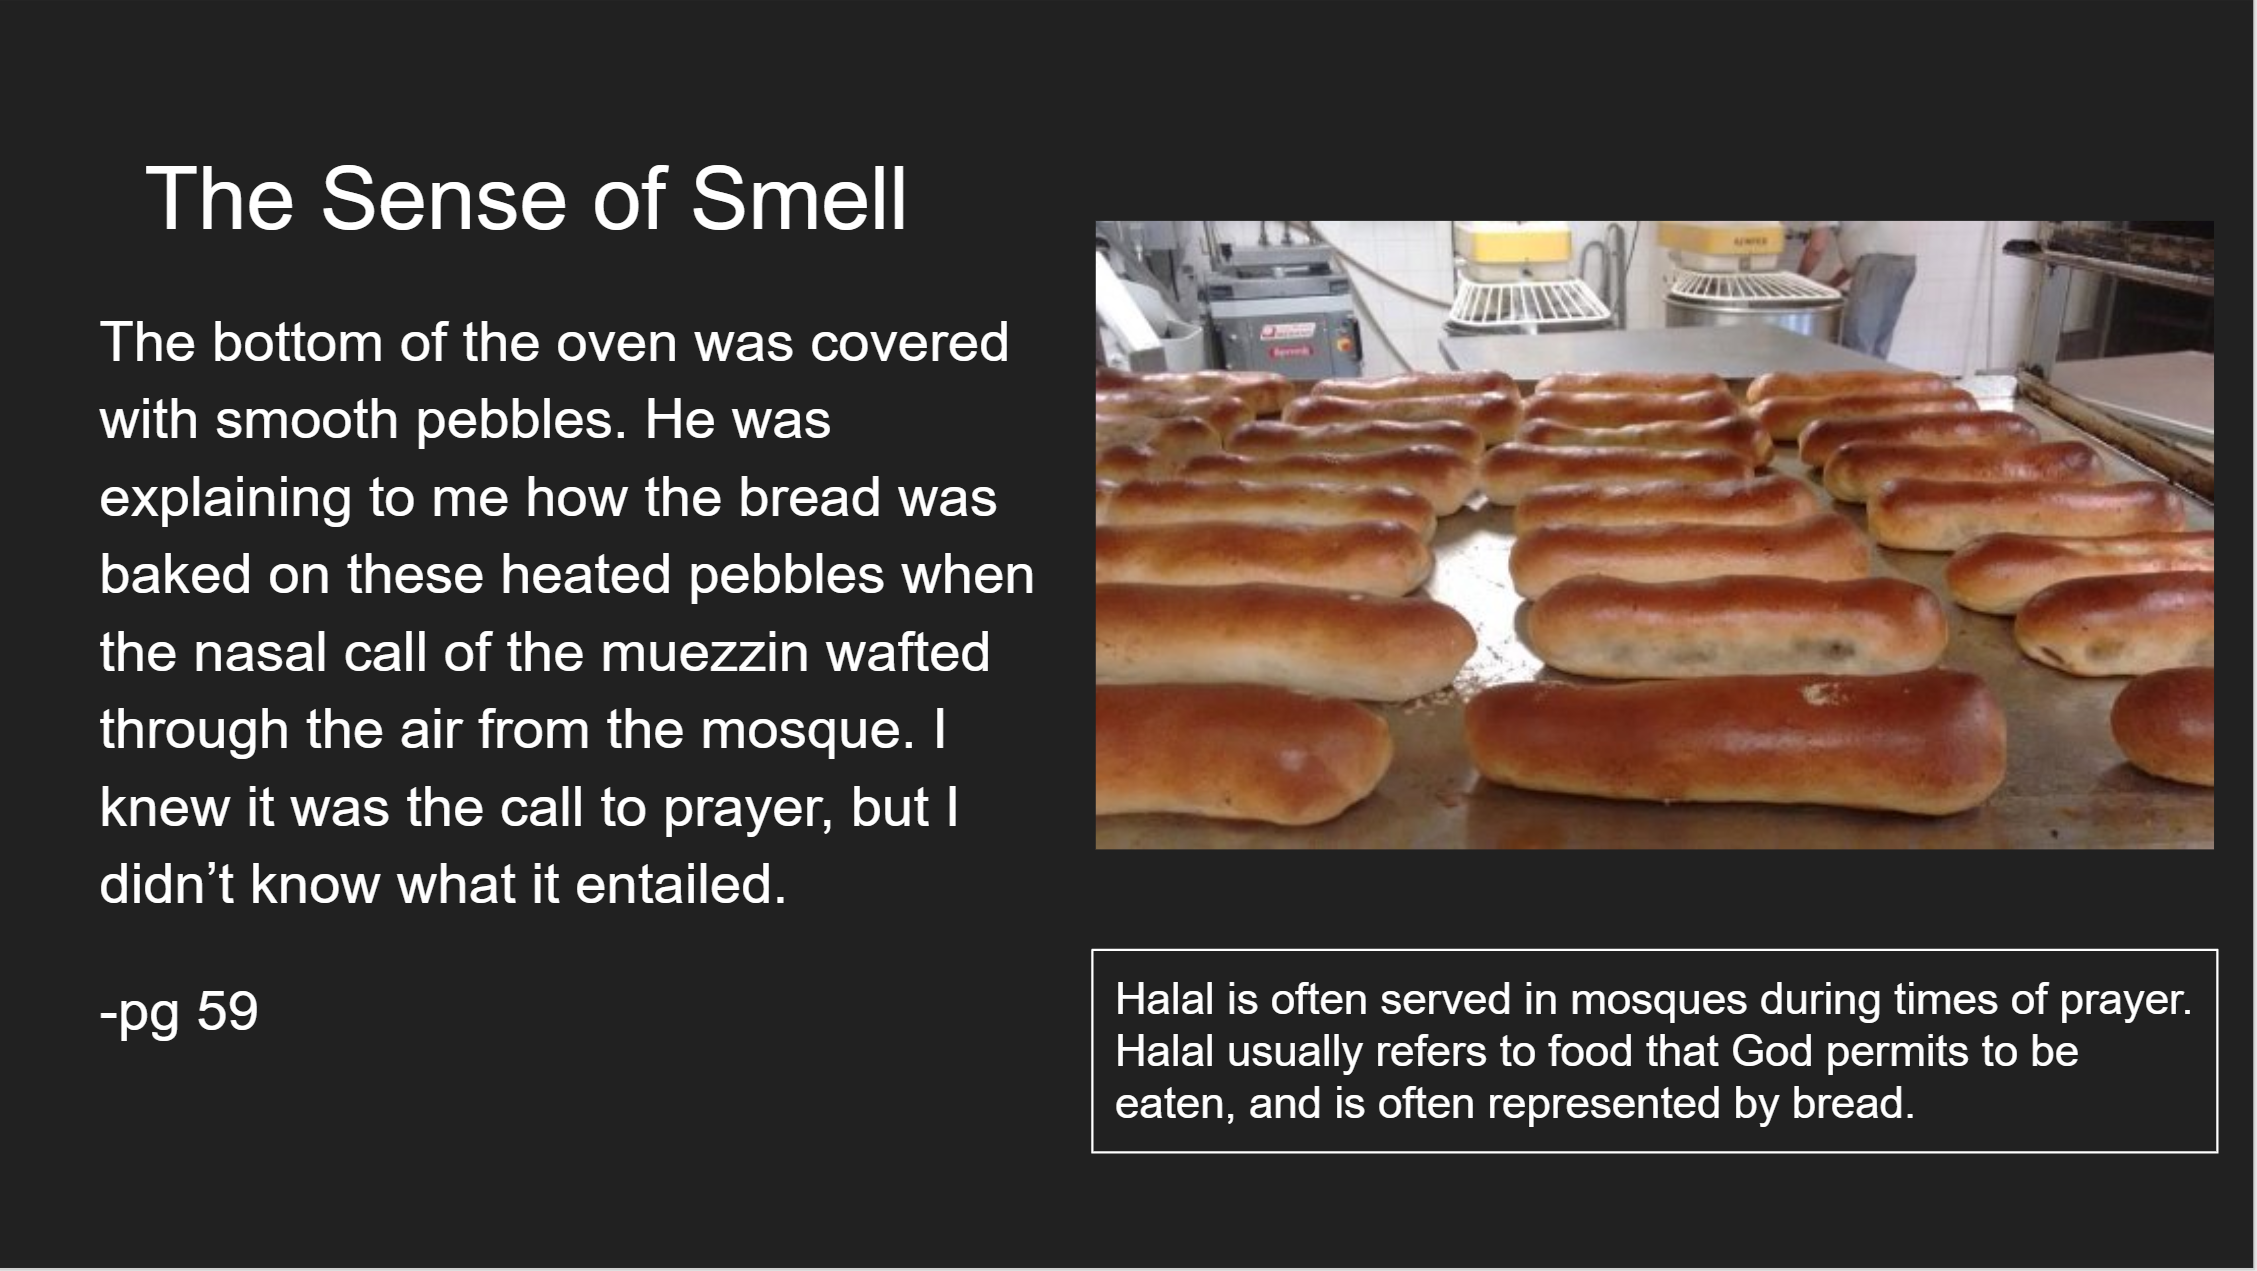 The Sense of Smell
The bottom of the oven was covered
with smooth pebbles. He was
explaining to me how the bread was
baked on these heated pebbles when
the nasal call of the muezzin wafted
through the air from the mosque. I
knew it was the call to prayer, but I
didn’t know what it entailed.
-pg 59
Halal is often served in mosques during times of prayer.
Halal usually refers to food that God permits to be
eaten, and is often represented by bread.